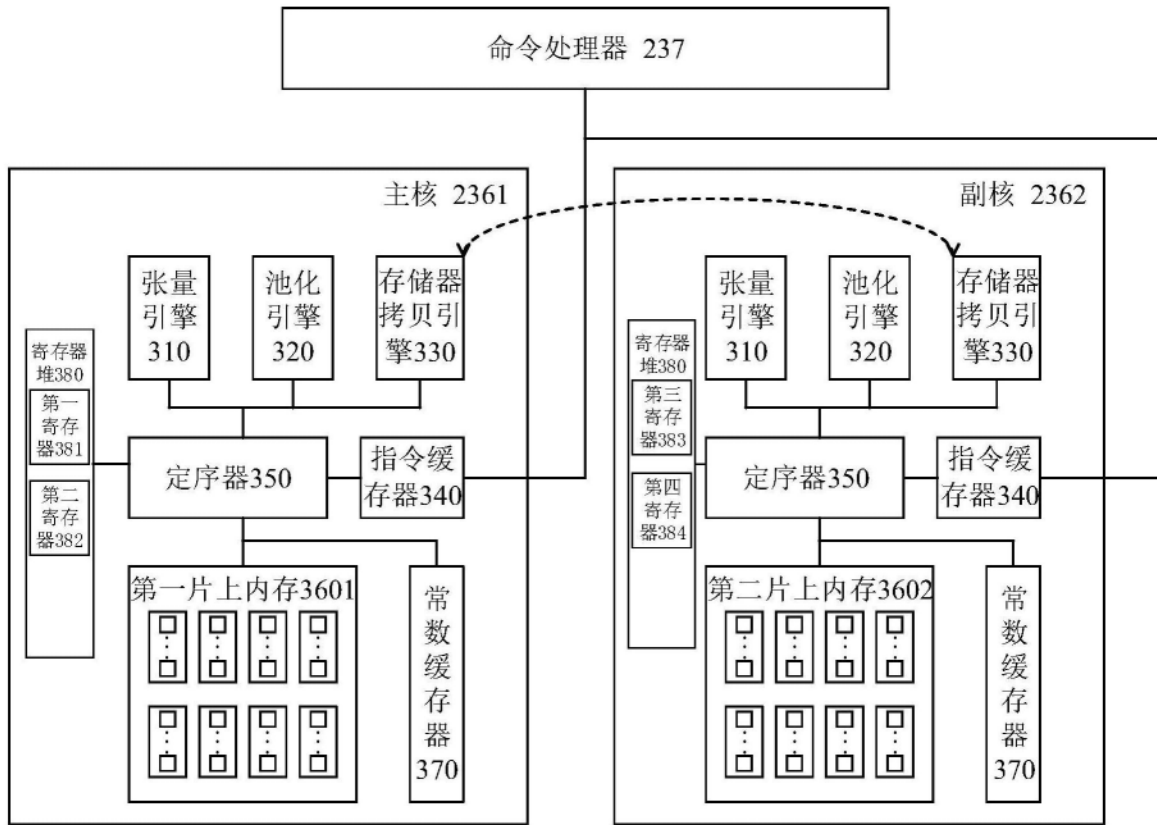 命令处理器 237
主核 2361
张量
引擎
310
池化
引擎
320
存储器
拷贝引
擎330
寄存器
堆380
第一
寄存
器381
第二
寄存
器382
定序器350
指令缓
存器340
第一片上内存3601
常
数
缓
存
器
370
副核 2362
张量
引擎
310
池化
引擎
320
存储器
拷贝引
擎330
寄存器
堆380
第三
寄存
器383
第四
寄存
器384
定序器350
指令缓
存器340
第二片上内存3602
常
数
缓
存
器
370